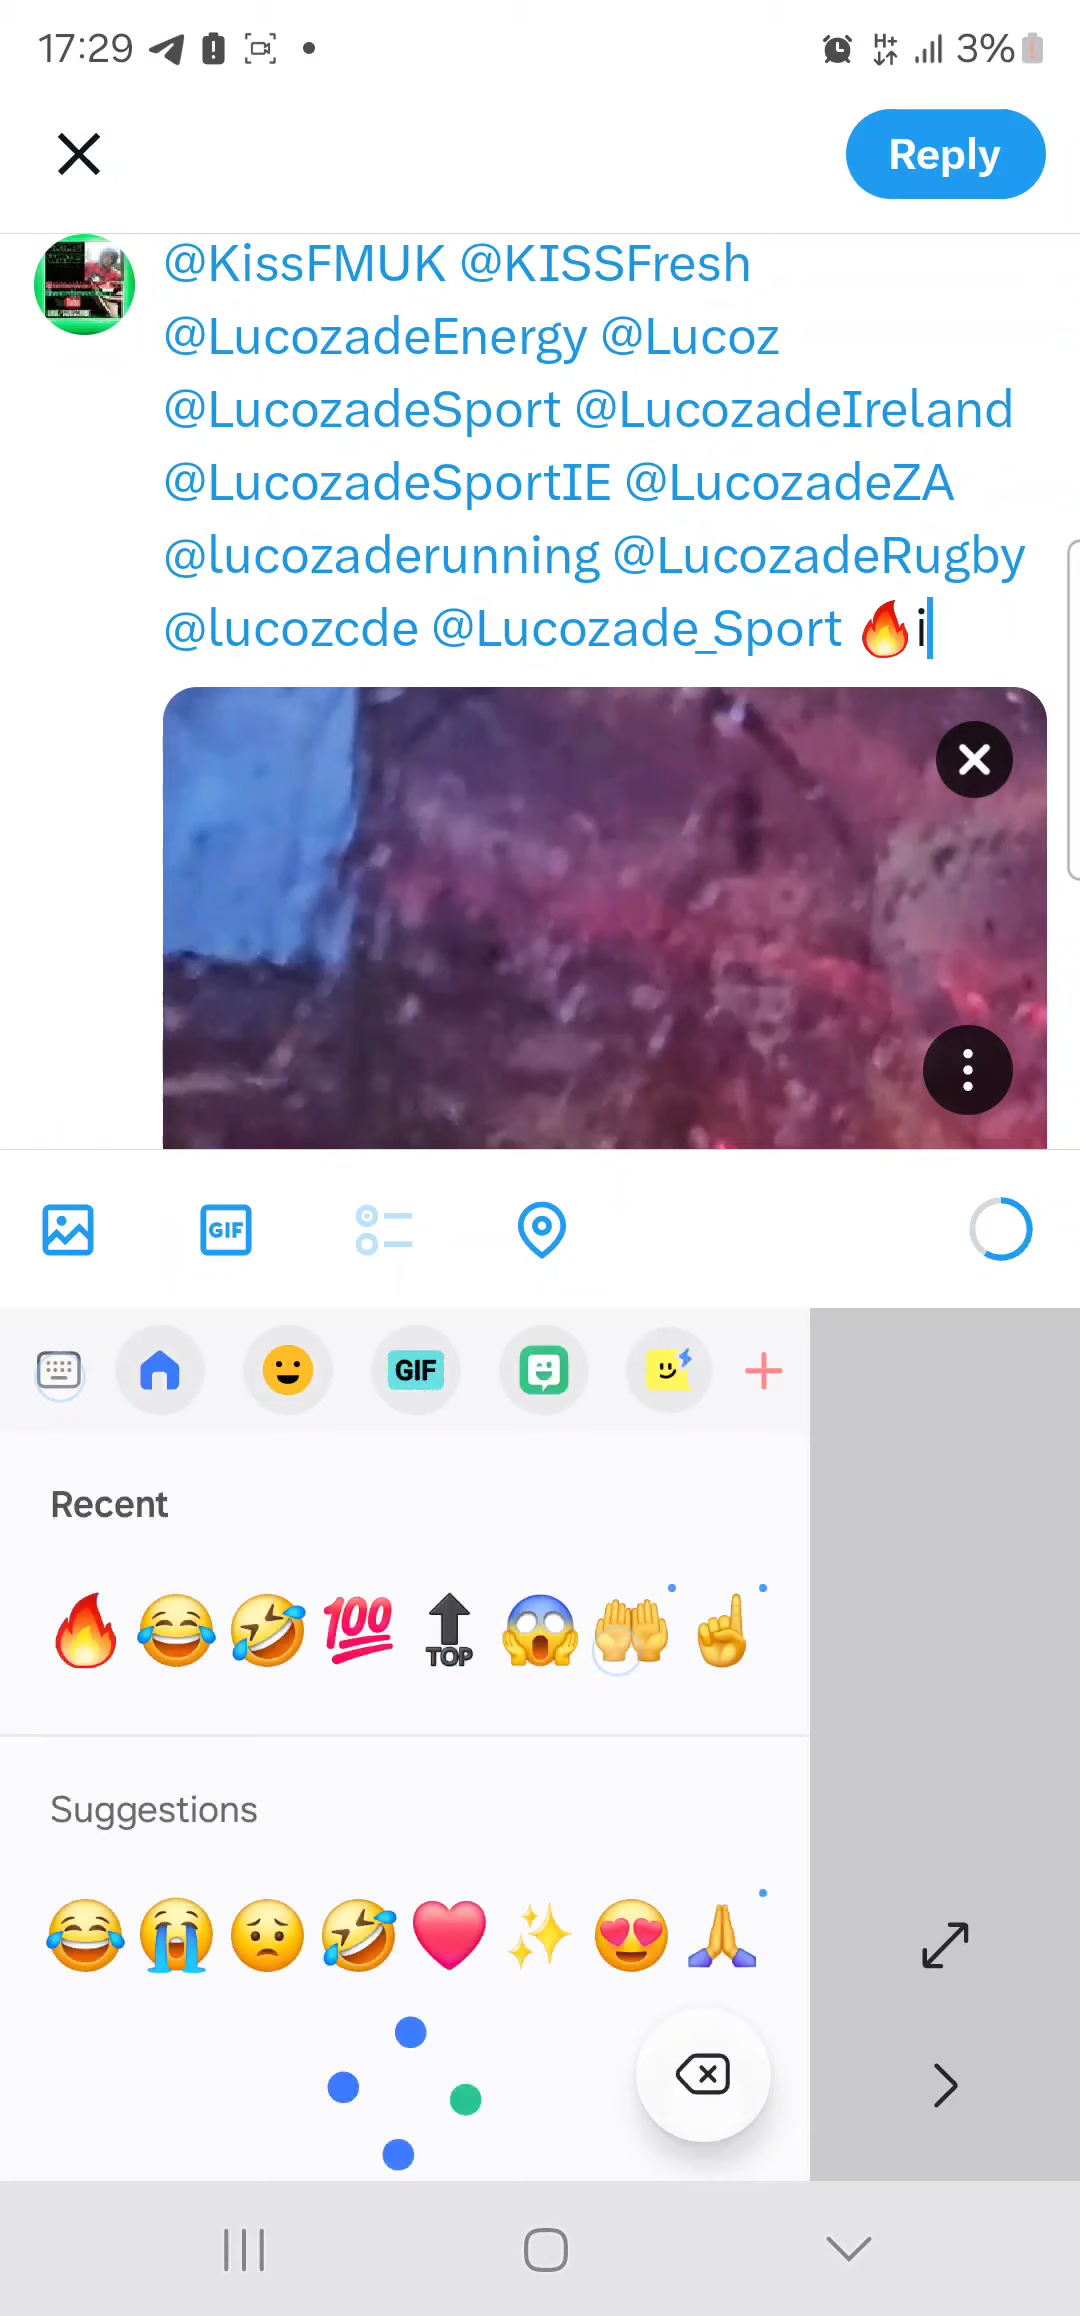 17:29
3%
Reply
@KissFMUK @KISSFresh
@LucozadeEnergy @Lucoz
@LucozadeSport @LucozadeIreland
@LucozadeSportIE @LucozadeZA
@lucozaderunning @LucozadeRugby
@lucozcde @Lucozade_Sport 🔥i
GIF
GIF
Recent
🔥😂🤣💯🔝😱🤲☝️
Suggestions
😂😭😟🤣❤️✨😍🙏